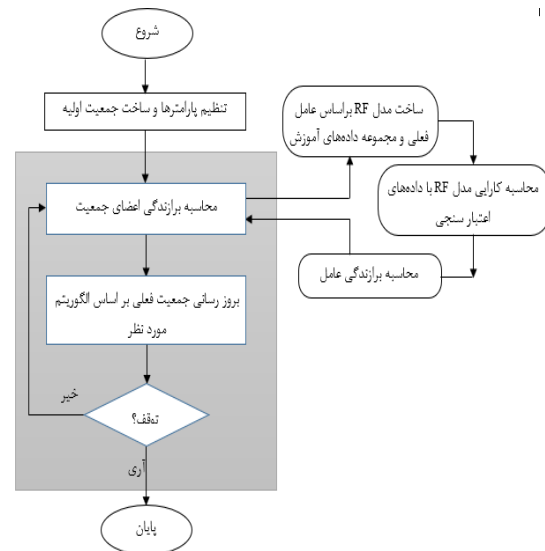 شروع
تنظیم پارامترها و ساخت جمعیت اولیه
محاسبه برازندگی اعضای جمعیت
ساخت مدل RF براساس عامل
فعلی و مجموعه داده‌های آموزش
محاسبه کارایی مدل RF با داده‌های
اعتبار سنجی
محاسبه برازندگی عامل
بروز رسانی جمعیت فعلی بر اساس الگوریتم
مورد نظر
توقف؟
خیر
آری
پایان